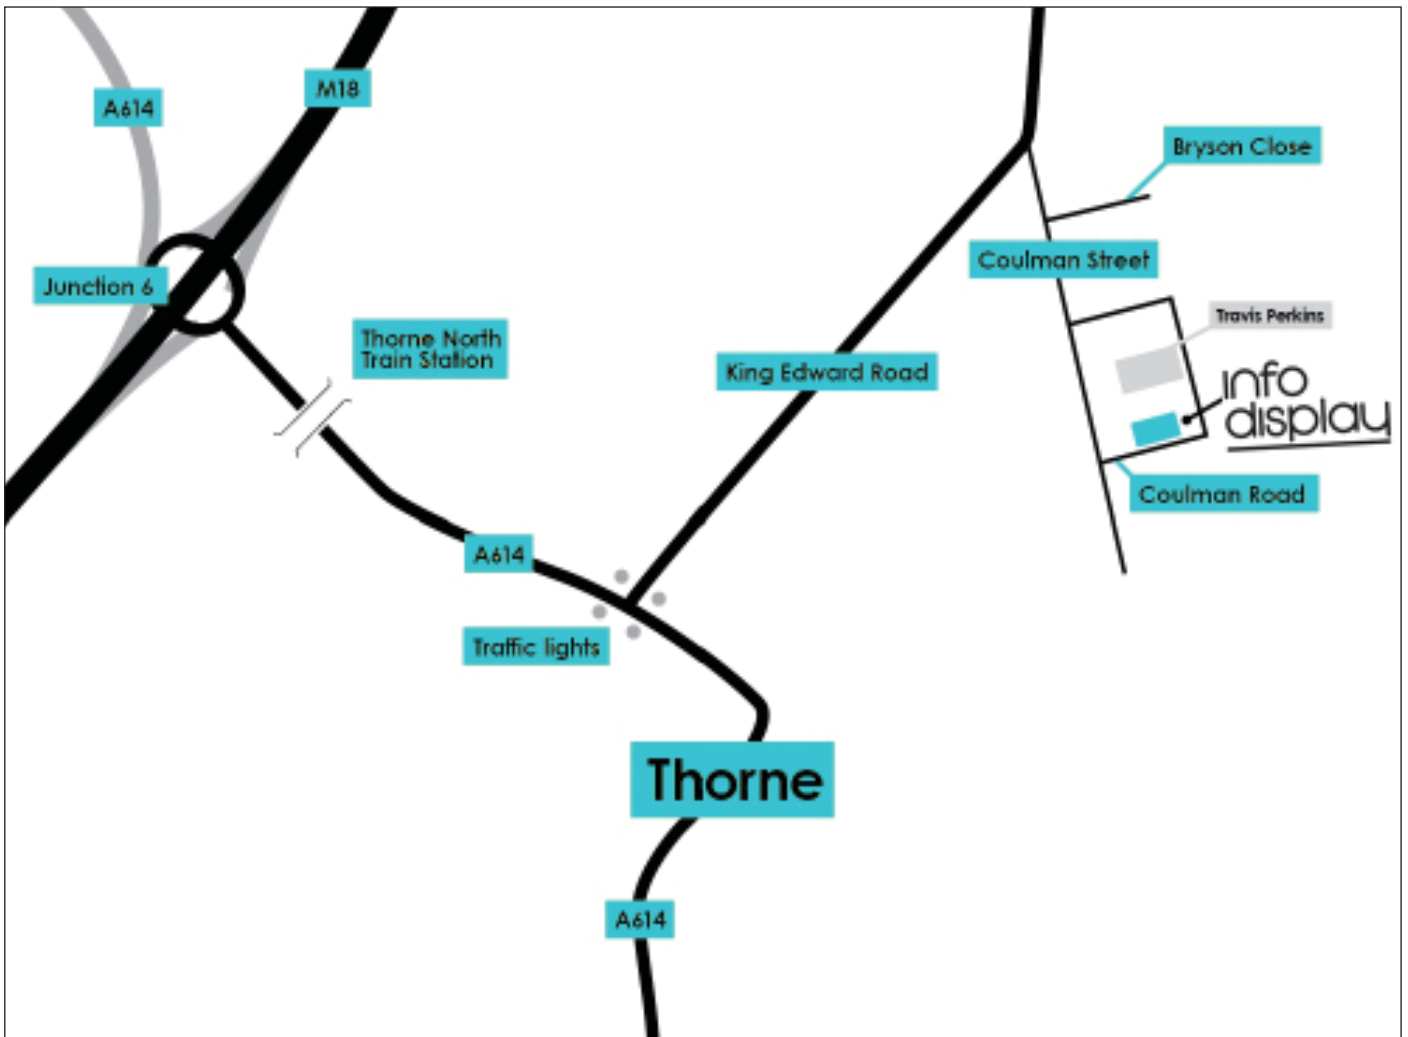 A614
M18
Bryson Close
Coulman Street
Junction 6
Travis Perkins
Thorne North
Train Station
King Edward Road
info
display
Coulman Road
A614
Traffic lights
Thorne
A614